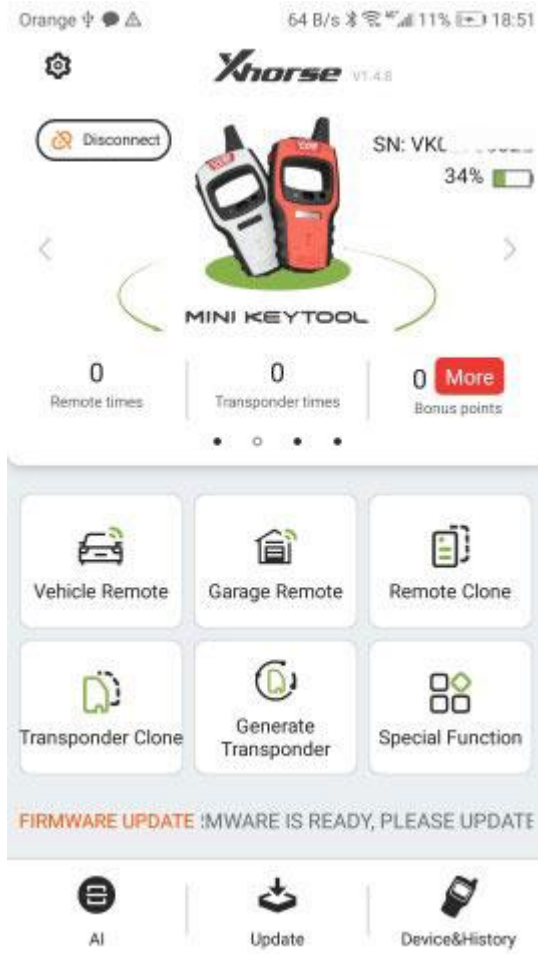 Orange 64 B/s 11% 18:51
Xhorse V1.4.8
Disconnect
SN: VK
34%
MINI KEYTOOL
0 0 0 More
Remote times Transponder times Bonus points
Vehicle Remote Garage Remote Remote Clone
Transponder Clone Generate Transponder Special Function
FIRMWARE UPDATE MWARE IS READY, PLEASE UPDATE
AI Update Device&History